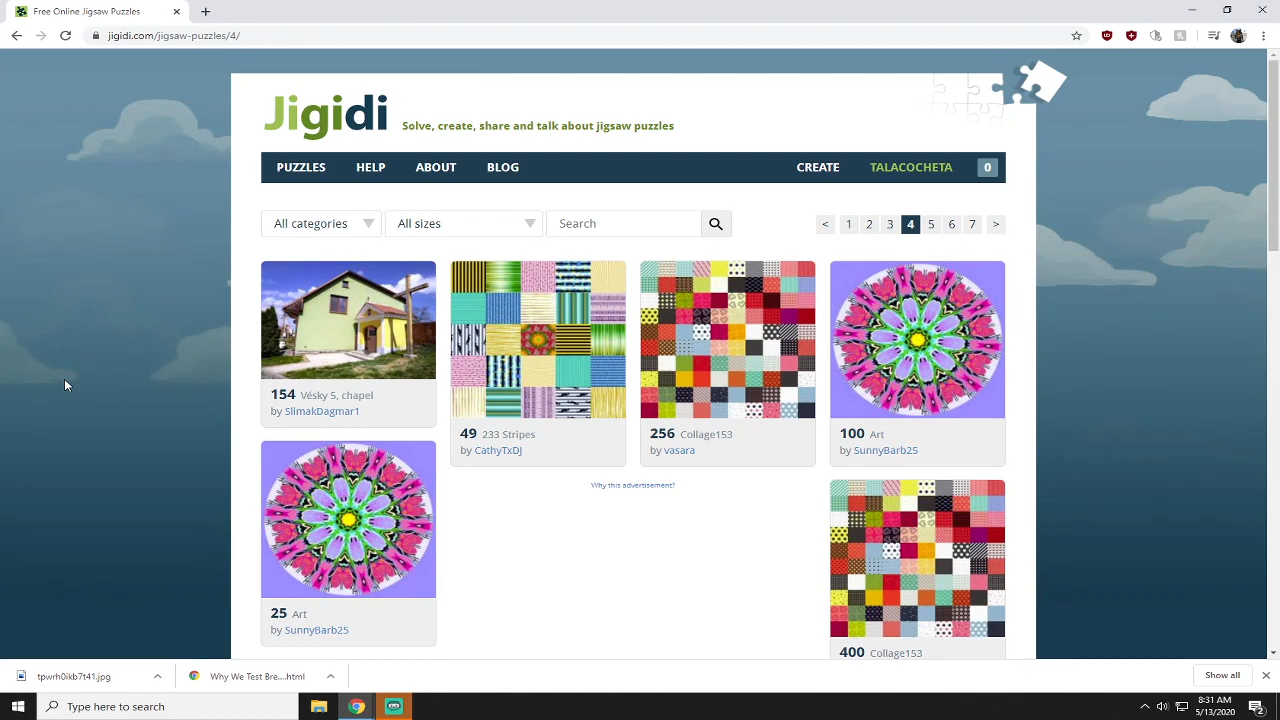 Free Online Jigsaw Puzzles
jigidi.com/jigsaw-puzzles/4/
Jigidi
Solve, create, share and talk about jigsaw puzzles
PUZZLES HELP ABOUT BLOG CREATE TALACOCHETA 0
All categories All sizes Search < 1 2 3 4 5 6 7 >
154 Vésky 5, chapel
by SlimakDagmar1
49 233 Stripes
by CathyTxDJ
256 Collage153
by vasara
100 Art
by SunnyBarb25
Why this advertisement?
25 Art
by SunnyBarb25
400 Collage153
tpwrh0ikb7t41.jpg Why We Test Bre....html Show all
Type here to search
8:31 AM
5/13/2020
2